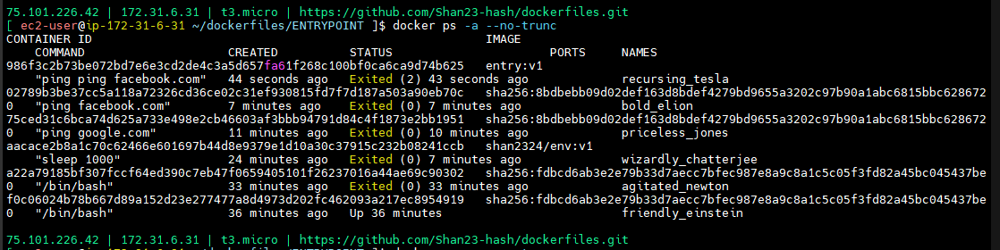 75.101.226.42 | 172.31.6.31 | t3.micro | https://github.com/Shan23-hash/dockerfiles.git
[ ec2-user@ip-172-31-6-31 ~/dockerfiles/ENTRYPOINT ]$ docker ps -a --no-trunc
CONTAINER ID IMAGE
COMMAND CREATED STATUS PORTS NAMES
986f3c2b73be072bd7e6e3cd2de4c3a5d657fa61f268c100bf0ca6ca9d74b625 entry:v1
"ping ping facebook.com" 44 seconds ago Exited (2) 43 seconds ago recursing_tesla
02789b3be37cc5a118a72326cd36ce02c31ef930815fd7f7d187a503a90eb70c sha256:8bdbebb09d02def163d8bdef4279bd9655a3202c97b90a1abc6815bbc628672
0 "ping facebook.com" 7 minutes ago Exited (0) 7 minutes ago bold_elion
75ced31c6bca74d625a733e498e2cb46603af3bbb94791d84c4f1873e2bb1951 sha256:8bdbebb09d02def163d8bdef4279bd9655a3202c97b90a1abc6815bbc628672
0 "ping google.com" 11 minutes ago Exited (0) 10 minutes ago priceless_jones
aacace2b8a1c70c62466e601697b44d8e9379e1d10a30c37915c232b08241ccb shan2324/env:v1
"sleep 1000" 24 minutes ago Exited (0) 7 minutes ago wizardly_chatterjee
a22a79185bf307fccf64ed390c7eb47f0659405101f26237016a44ae69c90302 sha256:fdbcd6ab3e2e79b33d7aecc7bfec987e8a9c8a1c5c05f3fd82a45bc045437be
0 "/bin/bash" 33 minutes ago Exited (0) 33 minutes ago agitated_newton
f0c06024b78b667d89a152d23e277477a8d4973d202fc462093a217ec8954919 sha256:fdbcd6ab3e2e79b33d7aecc7bfec987e8a9c8a1c5c05f3fd82a45bc045437be
0 "/bin/bash" 36 minutes ago Up 36 minutes friendly_einstein
75.101.226.42 | 172.31.6.31 | t3.micro | https://github.com/Shan23-hash/dockerfiles.git